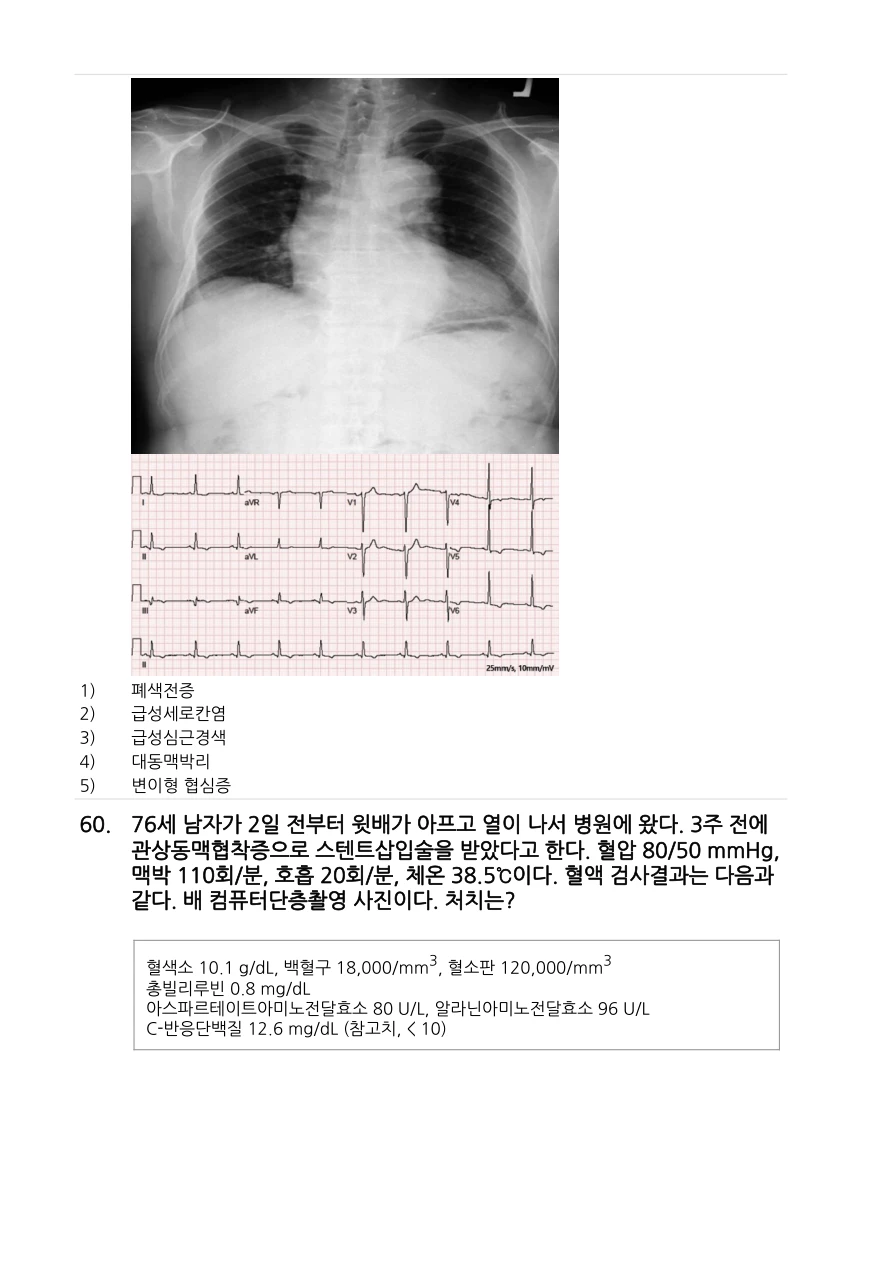 I
aVR
V1
V4
II
aVL
V2
V5
III
aVF
V3
V6
II
25mm/s, 10mm/mV
1) 폐색전증
2) 급성세로칸염
3) 급성심근경색
4) 대동맥박리
5) 변이형 협심증
60. 76세 남자가 2일 전부터 윗배가 아프고 열이 나서 병원에 왔다. 3주 전에
관상동맥협착증으로 스텐트삽입술을 받았다고 한다. 혈압 80/50 mmHg,
맥박 110회/분, 호흡 20회/분, 체온 38.5℃이다. 혈액 검사결과는 다음과
같다. 배 컴퓨터단층촬영 사진이다. 처치는?
혈색소 10.1 g/dL, 백혈구 18,000/mm³, 혈소판 120,000/mm³
총빌리루빈 0.8 mg/dL
아스파르테이트아미노전달효소 80 U/L, 알라닌아미노전달효소 96 U/L
C-반응단백질 12.6 mg/dL (참고치, < 10)